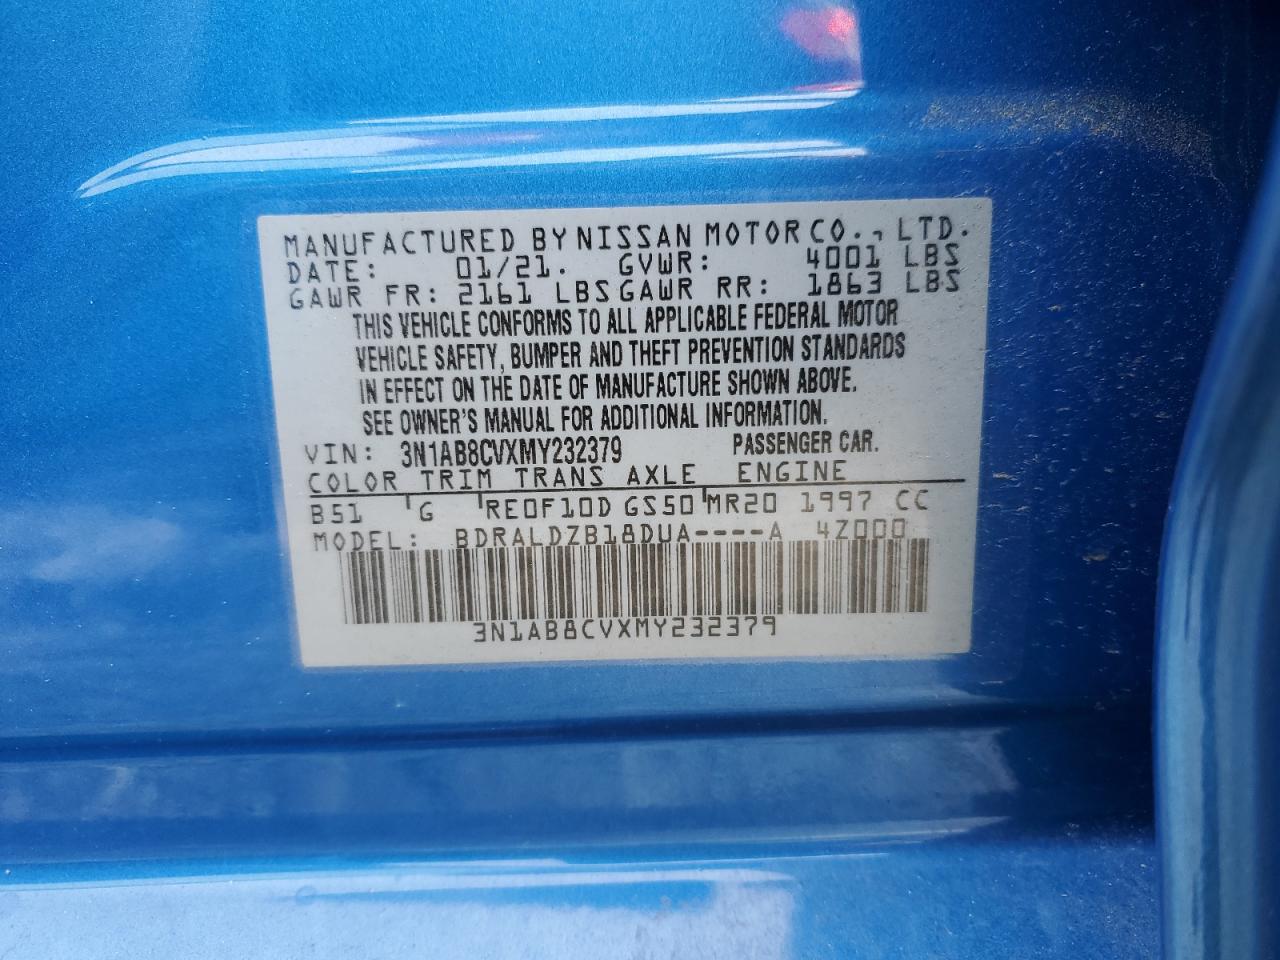 MANUFACTURED BY NISSAN MOTOR CO., LTD.
DATE: 01/21. GVWR: 4001 LBS
GAWR FR: 2161 LBS GAWR RR: 1863 LBS
THIS VEHICLE CONFORMS TO ALL APPLICABLE FEDERAL MOTOR
VEHICLE SAFETY, BUMPER AND THEFT PREVENTION STANDARDS
IN EFFECT ON THE DATE OF MANUFACTURE SHOWN ABOVE.
SEE OWNER'S MANUAL FOR ADDITIONAL INFORMATION.
VIN: 3N1AB8CVXMY232379 PASSENGER CAR.
COLOR TRIM TRANS AXLE ENGINE
B51 G RE0F10D GS50 MR20 1997 CC
MODEL: BDRALDZB18DUA----A 4Z000
3N1AB8CVXMY232379